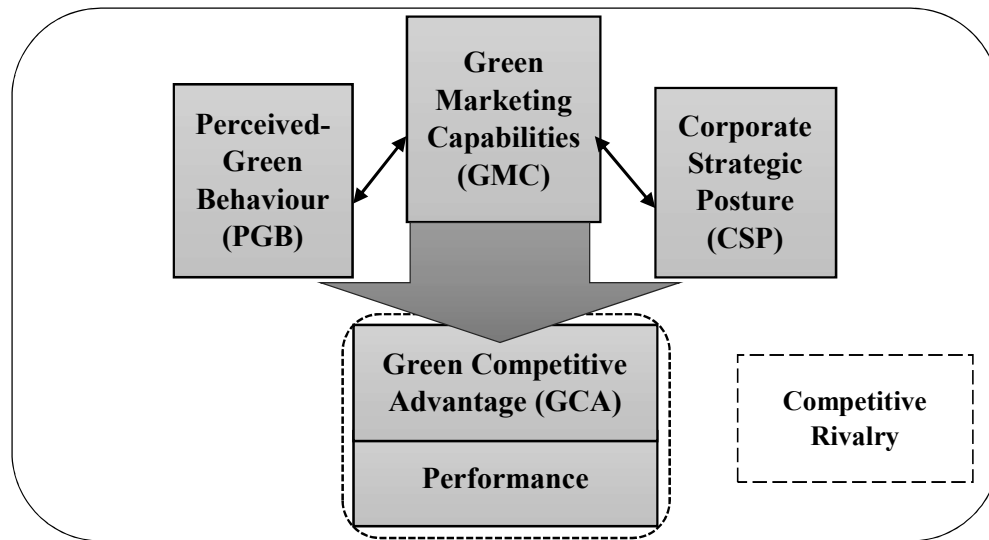 Green
Marketing
Capabilities
(GMC)
Perceived-
Green
Behaviour
(PGB)
Corporate
Strategic
Posture
(CSP)
Green Competitive
Advantage (GCA)
Performance
Competitive
Rivalry